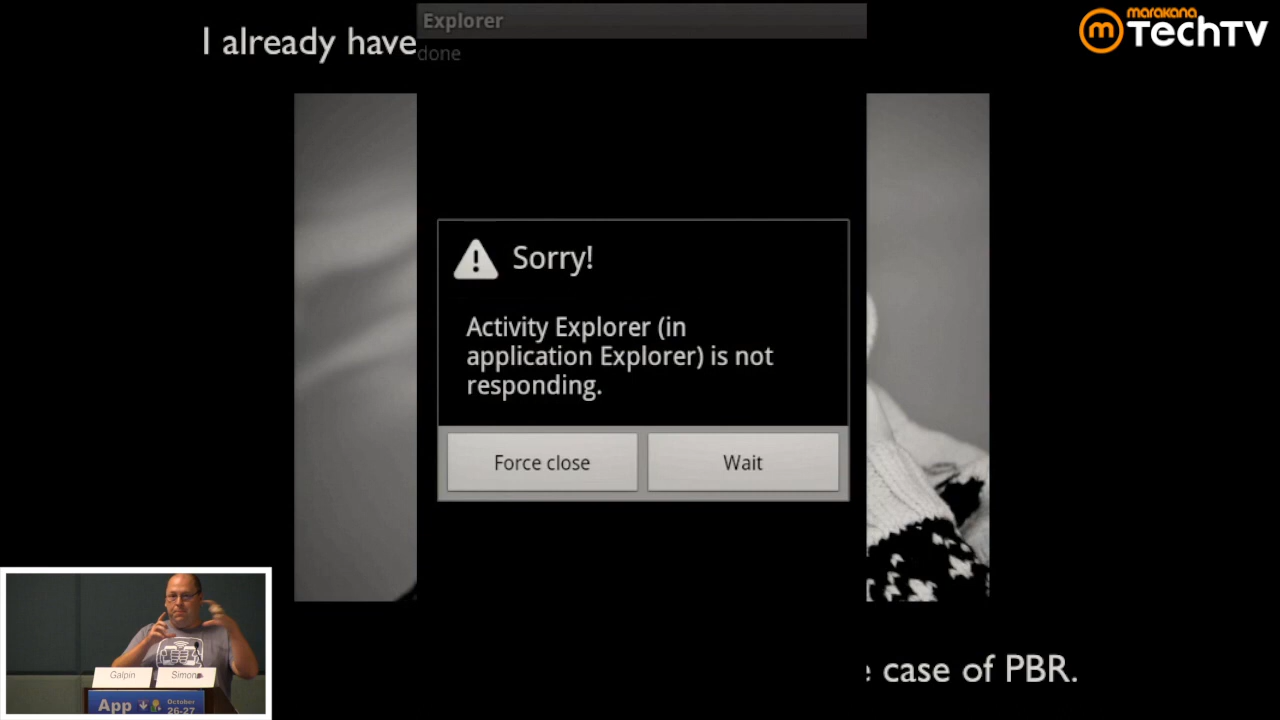 I already have
Explorer
done
marakana
TechTV
Sorry!
Activity Explorer (in
application Explorer) is not
responding.
Force close
Wait
case of PBR.
Galpin
App
October
26-27